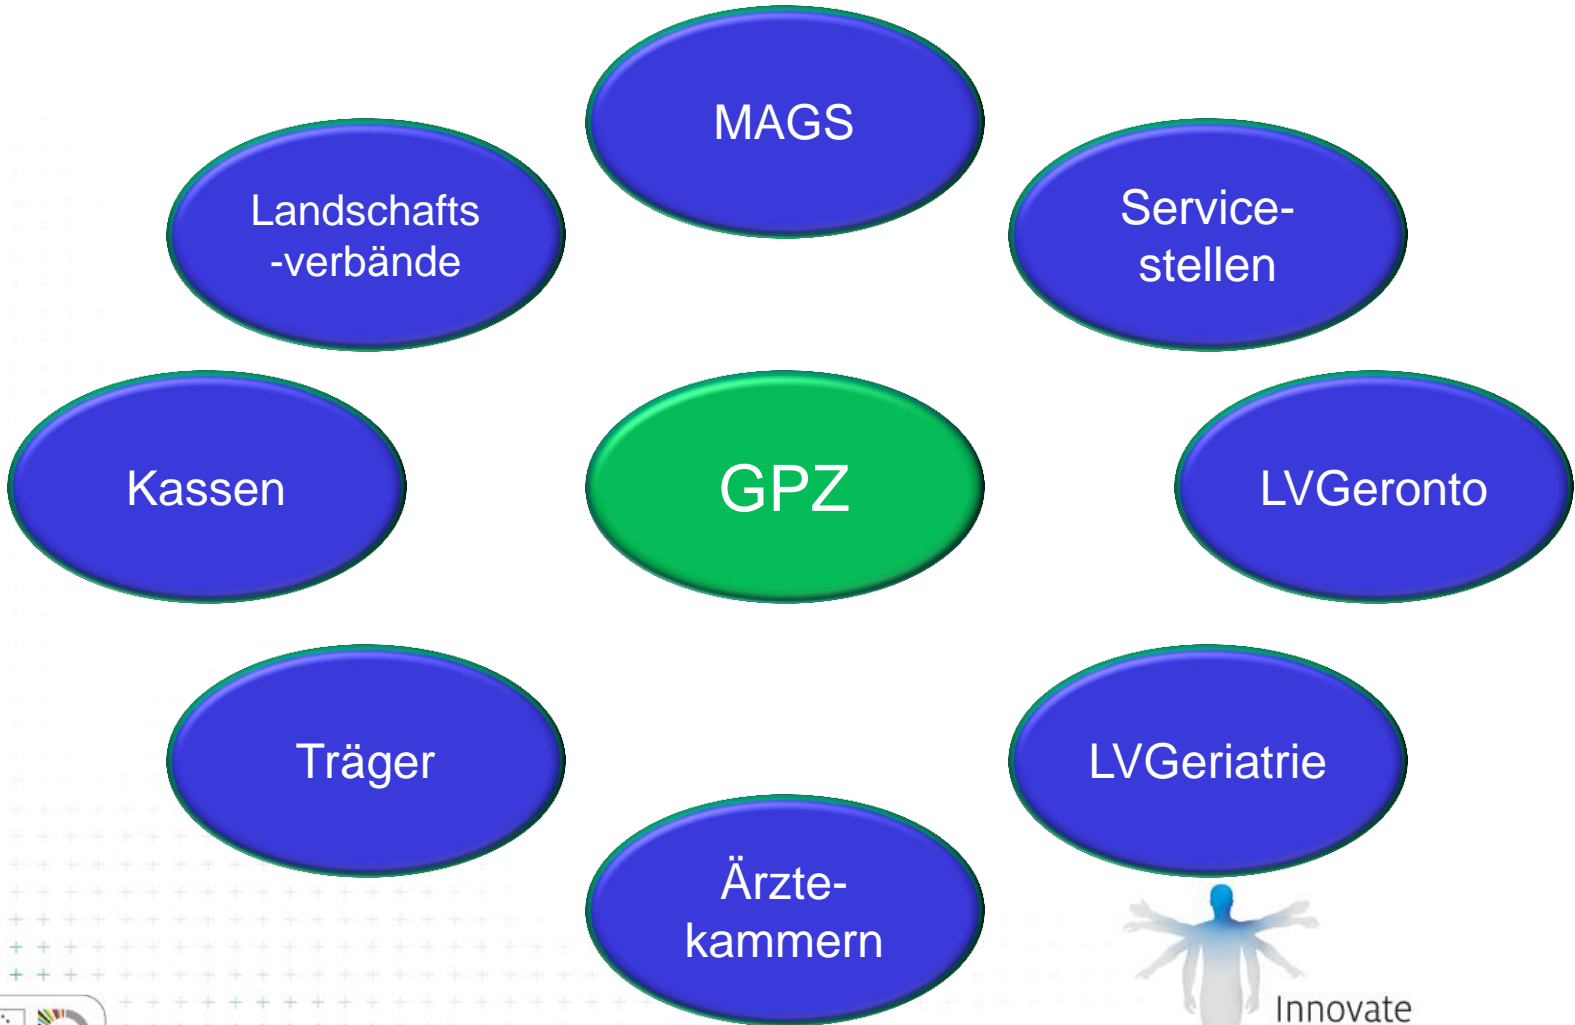 MAGS
Landschafts
-verbände
Service-
stellen
Kassen
GPZ
LVGeronto
Träger
LVGeriatrie
Ärzte-
kammern
Innovate